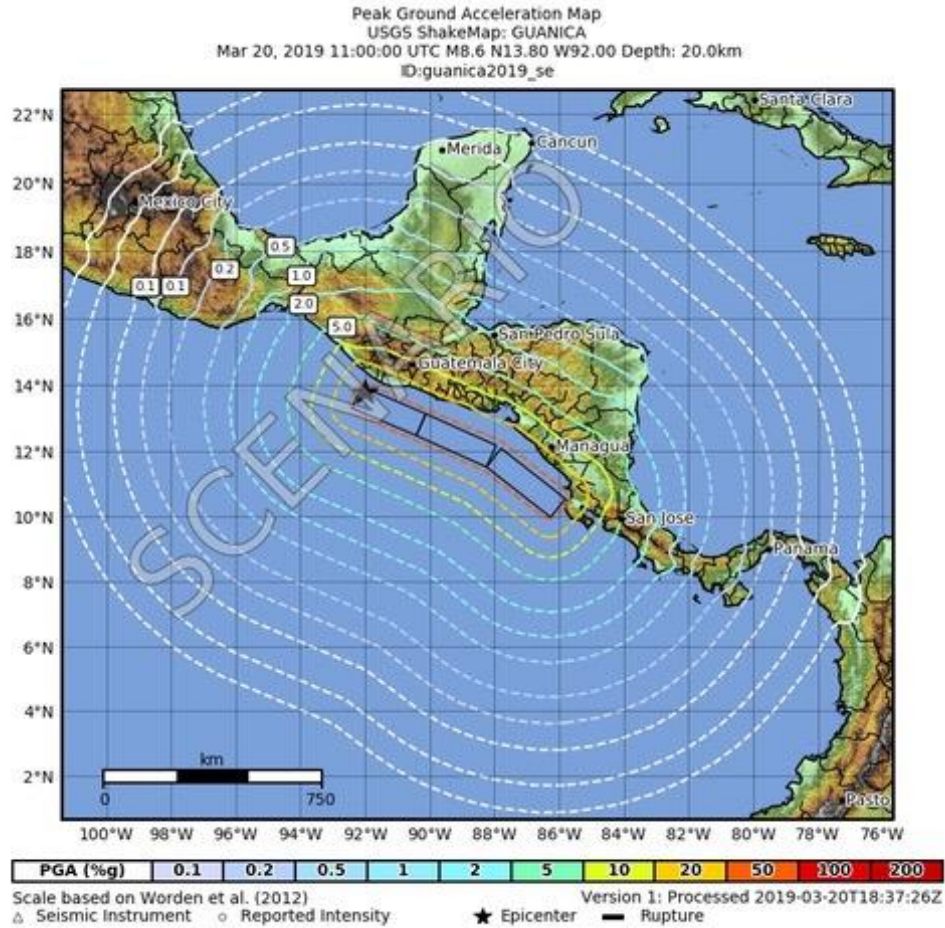 Peak Ground Acceleration Map
USGS ShakeMap: GUANICA
Mar 20, 2019 11:00:00 UTC M8.6 N13.80 W92.00 Depth: 20.0km
ID:guanica2019_se
22°N
Santa Clara
Merida
Cancun
20°N
Mexico City
18°N
0.5
0.2
1.0
0.1
0.1
2.0
16°N
5.0
San Pedro Sula
Guatemala City
14°N
SCENARIO
12°N
Managua
10°N
San Jose
Panama
8°N
6°N
4°N
2°N
km
0
750
Pasto
100°W 98°W 96°W 94°W 92°W 90°W 88°W 86°W 84°W 82°W 80°W 78°W 76°W
PGA (%g) 0.1 0.2 0.5 1 2 5 10 20 50 100 200
Scale based on Worden et al. (2012) Version 1: Processed 2019-03-20T18:37:26Z
△ Seismic Instrument ○ Reported Intensity ★ Epicenter ▬ Rupture